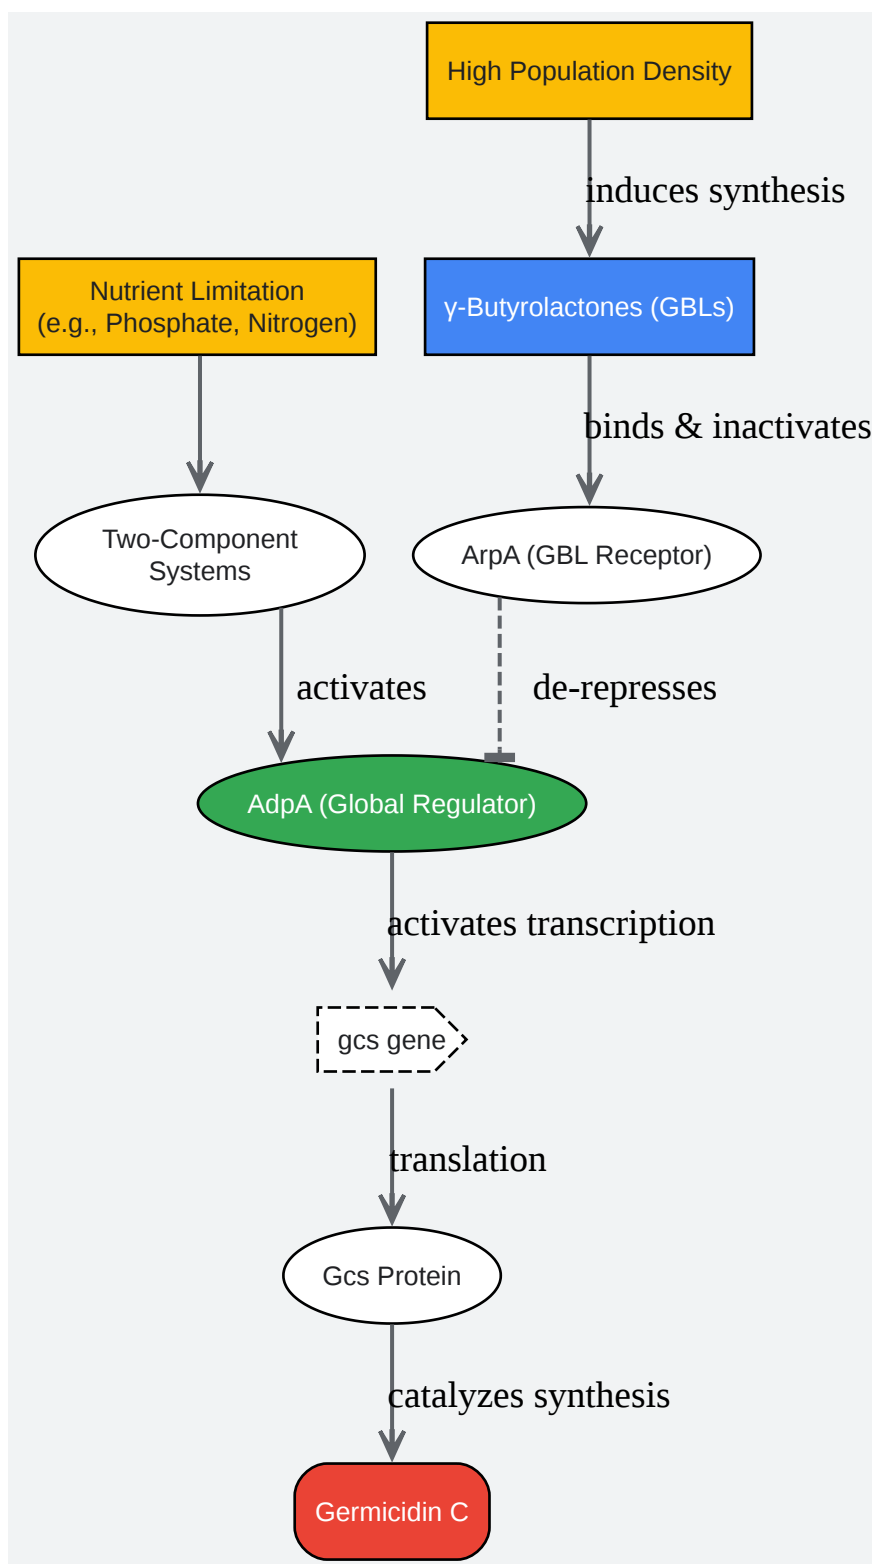 High Population Density
induces synthesis
Nutrient Limitation
(e.g., Phosphate, Nitrogen)
γ-Butyrolactones (GBLs)
binds & inactivates
Two-Component
Systems
ArpA (GBL Receptor)
activates
de-represses
AdpA (Global Regulator)
activates transcription
gcs gene
translation
Gcs Protein
catalyzes synthesis
Germicidin C